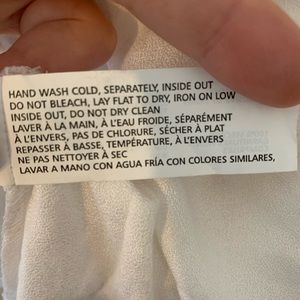 HAND WASH COLD, SEPARATELY, INSIDE OUT
DO NOT BLEACH, LAY FLAT TO DRY, IRON ON LOW
INSIDE OUT, DO NOT DRY CLEAN
LAVER À LA MAIN, À L'EAU FROIDE, SÉPARÉMENT
À L'ENVERS, PAS DE CHLORURE, SÉCHER À PLAT
REPASSER À BASSE, TEMPÉRATURE, À L'ENVERS
NE PAS NETTOYER À SEC
LAVAR A MANO CON AGUA FRÍA CON COLORES SIMILARES,